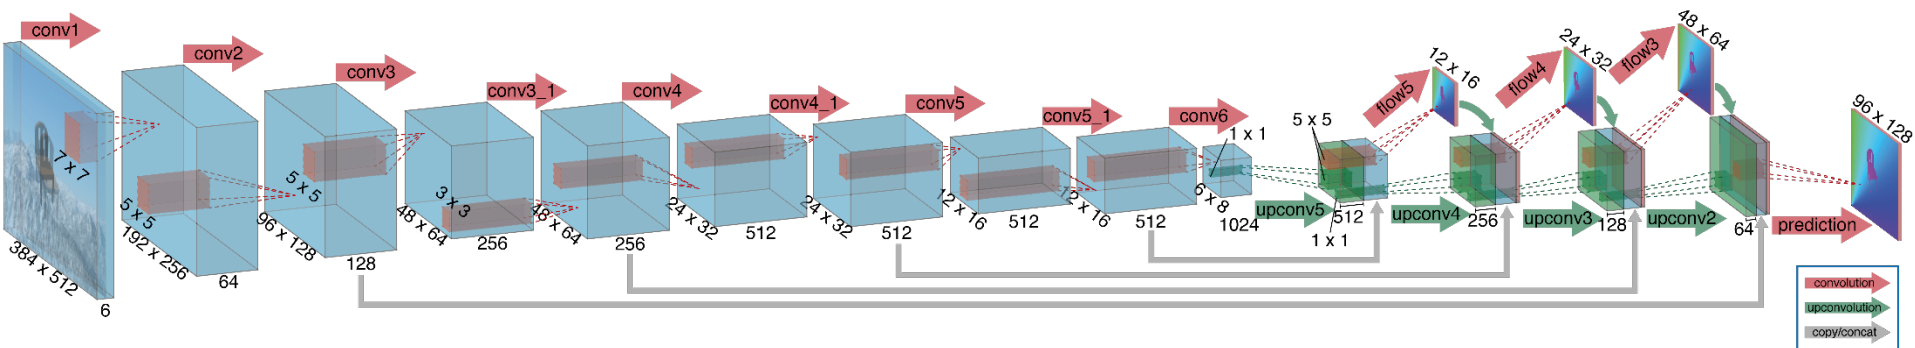 conv1
7 x 7
384 x 512
6
conv2
5 x 5
192 x 256
64
conv3
5 x 5
96 x 128
128
conv3_1
3 x 3
48 x 64
256
conv4
48 x 64
256
conv4_1
24 x 32
512
conv5
24 x 32
512
conv5_1
12 x 16
512
conv6
12 x 16
512
1 x 1
6 x 8
1024
upconv5
5 x 5
1 x 1
512
flow5
12 x 16
upconv4
256
flow4
24 x 32
upconv3
128
flow3
48 x 64
upconv2
64
prediction
96 x 128
convolution
upconvolution
copy/concat